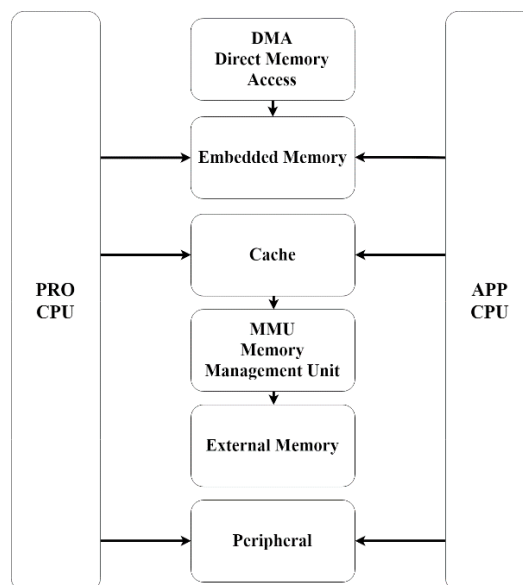 DMA
Direct Memory
Access
Embedded Memory
Cache
PRO
CPU
APP
CPU
MMU
Memory
Management Unit
External Memory
Peripheral